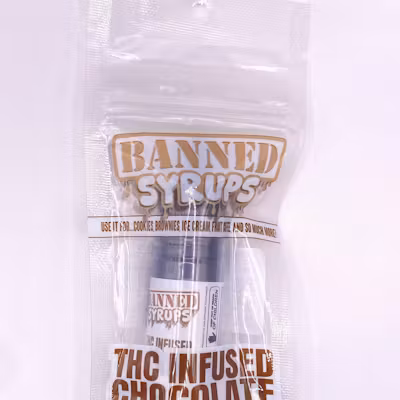 BANNED
SYRUPS
USE IT FOR...COOKIES, BROWNIES, ICE CREAM, FRUIT, AND SO MUCH MORE!
BANNED
SYRUPS
THC INFUSED
THC INFUSED
CHOCOLATE